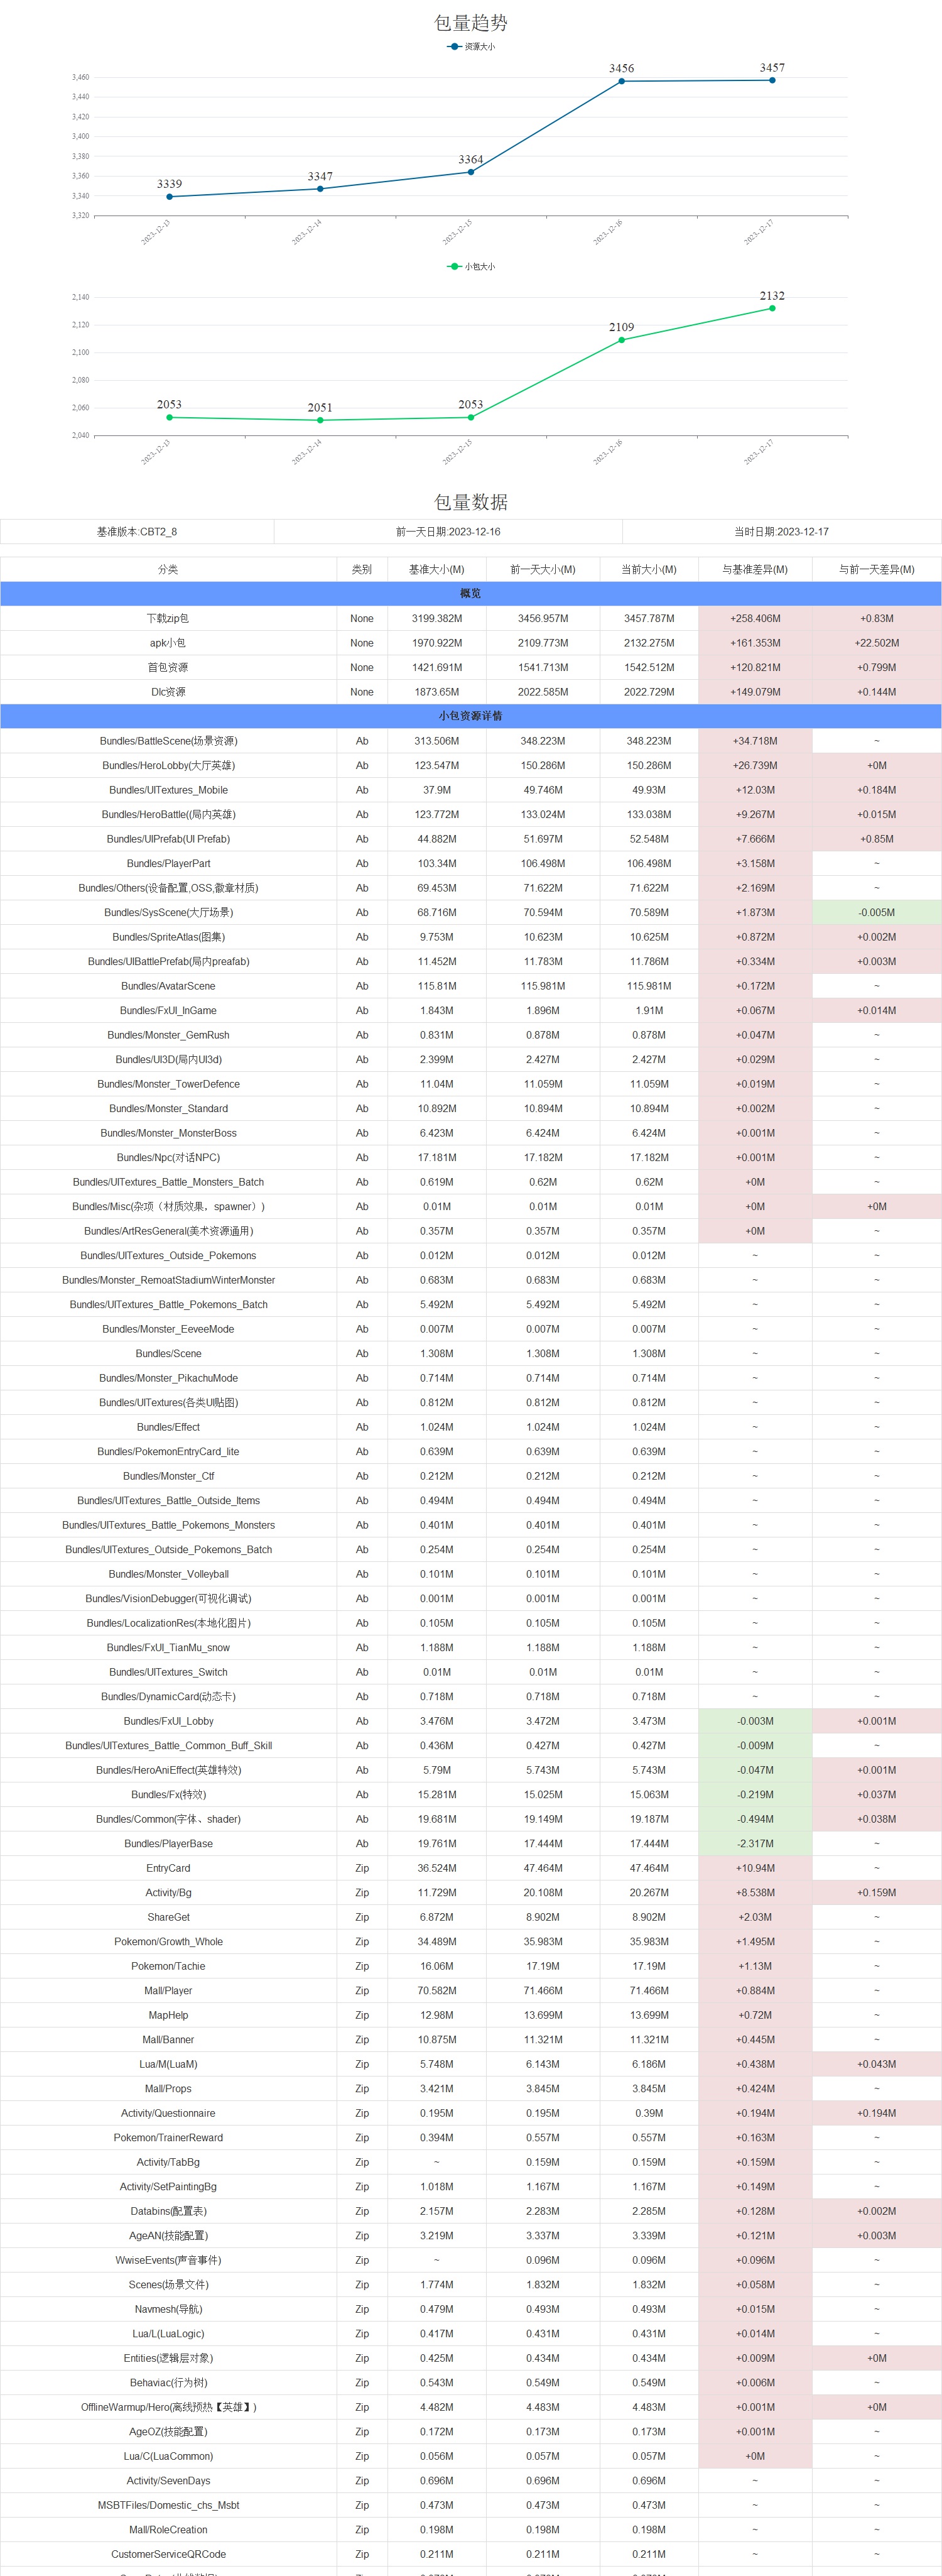 包量趋势
资源大小
3,460
3,440
3,420
3,400
3,380
3,360
3,340
3,320
3339
3347
3364
3456
3457
2023-12-13
2023-12-14
2023-12-15
2023-12-16
2023-12-17
小包大小
2,140
2,120
2,100
2,080
2,060
2,040
2053
2051
2053
2109
2132
2023-12-13
2023-12-14
2023-12-15
2023-12-16
2023-12-17
包量数据
基准版本:CBT2_8 前一天日期:2023-12-16 当时日期:2023-12-17
分类 类别 基准大小(M) 前一天大小(M) 当前大小(M) 与基准差异(M) 与前一天差异(M)
概览
下载zip包 None 3199.382M 3456.957M 3457.787M +258.406M +0.83M
apk小包 None 1970.922M 2109.773M 2132.275M +161.353M +22.502M
首包资源 None 1421.691M 1541.713M 1542.512M +120.821M +0.799M
Dlc资源 None 1873.65M 2022.585M 2022.729M +149.079M +0.144M
小包资源详情
Bundles/BattleScene(场景资源) Ab 313.506M 348.223M 348.223M +34.718M ~
Bundles/HeroLobby(大厅英雄) Ab 123.547M 150.286M 150.286M +26.739M +0M
Bundles/UITextures_Mobile Ab 37.9M 49.746M 49.93M +12.03M +0.184M
Bundles/HeroBattle((局内英雄) Ab 123.772M 133.024M 133.038M +9.267M +0.015M
Bundles/UIPrefab(UI Prefab) Ab 44.882M 51.697M 52.548M +7.666M +0.85M
Bundles/PlayerPart Ab 103.34M 106.498M 106.498M +3.158M ~
Bundles/Others(设备配置,OSS,徽章材质) Ab 69.453M 71.622M 71.622M +2.169M ~
Bundles/SysScene(大厅场景) Ab 68.716M 70.594M 70.589M +1.873M -0.005M
Bundles/SpriteAtlas(图集) Ab 9.753M 10.623M 10.625M +0.872M +0.002M
Bundles/UIBattlePrefab(局内preafab) Ab 11.452M 11.783M 11.786M +0.334M +0.003M
Bundles/AvatarScene Ab 115.81M 115.981M 115.981M +0.172M ~
Bundles/FxUI_InGame Ab 1.843M 1.896M 1.91M +0.067M +0.014M
Bundles/Monster_GemRush Ab 0.831M 0.878M 0.878M +0.047M ~
Bundles/UI3D(局内UI3d) Ab 2.399M 2.427M 2.427M +0.029M ~
Bundles/Monster_TowerDefence Ab 11.04M 11.059M 11.059M +0.019M ~
Bundles/Monster_Standard Ab 10.892M 10.894M 10.894M +0.002M ~
Bundles/Monster_MonsterBoss Ab 6.423M 6.424M 6.424M +0.001M ~
Bundles/Npc(对话NPC) Ab 17.181M 17.182M 17.182M +0.001M ~
Bundles/UITextures_Battle_Monsters_Batch Ab 0.619M 0.62M 0.62M +0M ~
Bundles/Misc(杂项（材质效果，spawner）) Ab 0.01M 0.01M 0.01M +0M +0M
Bundles/ArtResGeneral(美术资源通用) Ab 0.357M 0.357M 0.357M +0M ~
Bundles/UITextures_Outside_Pokemons Ab 0.012M 0.012M 0.012M ~ ~
Bundles/Monster_RemoatStadiumWinterMonster Ab 0.683M 0.683M 0.683M ~ ~
Bundles/UITextures_Battle_Pokemons_Batch Ab 5.492M 5.492M 5.492M ~ ~
Bundles/Monster_EeveeMode Ab 0.007M 0.007M 0.007M ~ ~
Bundles/Scene Ab 1.308M 1.308M 1.308M ~ ~
Bundles/Monster_PikachuMode Ab 0.714M 0.714M 0.714M ~ ~
Bundles/UITextures(各类UI贴图) Ab 0.812M 0.812M 0.812M ~ ~
Bundles/Effect Ab 1.024M 1.024M 1.024M ~ ~
Bundles/PokemonEntryCard_lite Ab 0.639M 0.639M 0.639M ~ ~
Bundles/Monster_Ctf Ab 0.212M 0.212M 0.212M ~ ~
Bundles/UITextures_Battle_Outside_Items Ab 0.494M 0.494M 0.494M ~ ~
Bundles/UITextures_Battle_Pokemons_Monsters Ab 0.401M 0.401M 0.401M ~ ~
Bundles/UITextures_Outside_Pokemons_Batch Ab 0.254M 0.254M 0.254M ~ ~
Bundles/Monster_Volleyball Ab 0.101M 0.101M 0.101M ~ ~
Bundles/VisionDebugger(可视化调试) Ab 0.001M 0.001M 0.001M ~ ~
Bundles/LocalizationRes(本地化图片) Ab 0.105M 0.105M 0.105M ~ ~
Bundles/FxUI_TianMu_snow Ab 1.188M 1.188M 1.188M ~ ~
Bundles/UITextures_Switch Ab 0.01M 0.01M 0.01M ~ ~
Bundles/DynamicCard(动态卡) Ab 0.718M 0.718M 0.718M ~ ~
Bundles/FxUI_Lobby Ab 3.476M 3.472M 3.473M -0.003M +0.001M
Bundles/UITextures_Battle_Common_Buff_Skill Ab 0.436M 0.427M 0.427M -0.009M ~
Bundles/HeroAniEffect(英雄特效) Ab 5.79M 5.743M 5.743M -0.047M +0.001M
Bundles/Fx(特效) Ab 15.281M 15.025M 15.063M -0.219M +0.037M
Bundles/Common(字体、shader) Ab 19.681M 19.149M 19.187M -0.494M +0.038M
Bundles/PlayerBase Ab 19.761M 17.444M 17.444M -2.317M ~
EntryCard Zip 36.524M 47.464M 47.464M +10.94M ~
Activity/Bg Zip 11.729M 20.108M 20.267M +8.538M +0.159M
ShareGet Zip 6.872M 8.902M 8.902M +2.03M ~
Pokemon/Growth_Whole Zip 34.489M 35.983M 35.983M +1.495M ~
Pokemon/Tachie Zip 16.06M 17.19M 17.19M +1.13M ~
Mall/Player Zip 70.582M 71.466M 71.466M +0.884M ~
MapHelp Zip 12.98M 13.699M 13.699M +0.72M ~
Mall/Banner Zip 10.875M 11.321M 11.321M +0.445M ~
Lua/M(LuaM) Zip 5.748M 6.143M 6.186M +0.438M +0.043M
Mall/Props Zip 3.421M 3.845M 3.845M +0.424M ~
Activity/Questionnaire Zip 0.195M 0.195M 0.39M +0.194M +0.194M
Pokemon/TrainerReward Zip 0.394M 0.557M 0.557M +0.163M ~
Activity/TabBg Zip ~ 0.159M 0.159M +0.159M ~
Activity/SetPaintingBg Zip 1.018M 1.167M 1.167M +0.149M ~
Databins(配置表) Zip 2.157M 2.283M 2.285M +0.128M +0.002M
AgeAN(技能配置) Zip 3.219M 3.337M 3.339M +0.121M +0.003M
WwiseEvents(声音事件) Zip ~ 0.096M 0.096M +0.096M ~
Scenes(场景文件) Zip 1.774M 1.832M 1.832M +0.058M ~
Navmesh(导航) Zip 0.479M 0.493M 0.493M +0.015M ~
Lua/L(LuaLogic) Zip 0.417M 0.431M 0.431M +0.014M ~
Entities(逻辑层对象) Zip 0.425M 0.434M 0.434M +0.009M +0M
Behaviac(行为树) Zip 0.543M 0.549M 0.549M +0.006M ~
OfflineWarmup/Hero(离线预热【英雄】) Zip 4.482M 4.483M 4.483M +0.001M +0M
AgeOZ(技能配置) Zip 0.172M 0.173M 0.173M +0.001M ~
Lua/C(LuaCommon) Zip 0.056M 0.057M 0.057M +0M ~
Activity/SevenDays Zip 0.696M 0.696M 0.696M ~ ~
MSBTFiles/Domestic_chs_Msbt Zip 0.473M 0.473M 0.473M ~ ~
Mall/RoleCreation Zip 0.198M 0.198M 0.198M ~ ~
CustomerServiceQRCode Zip 0.211M 0.211M 0.211M ~ ~